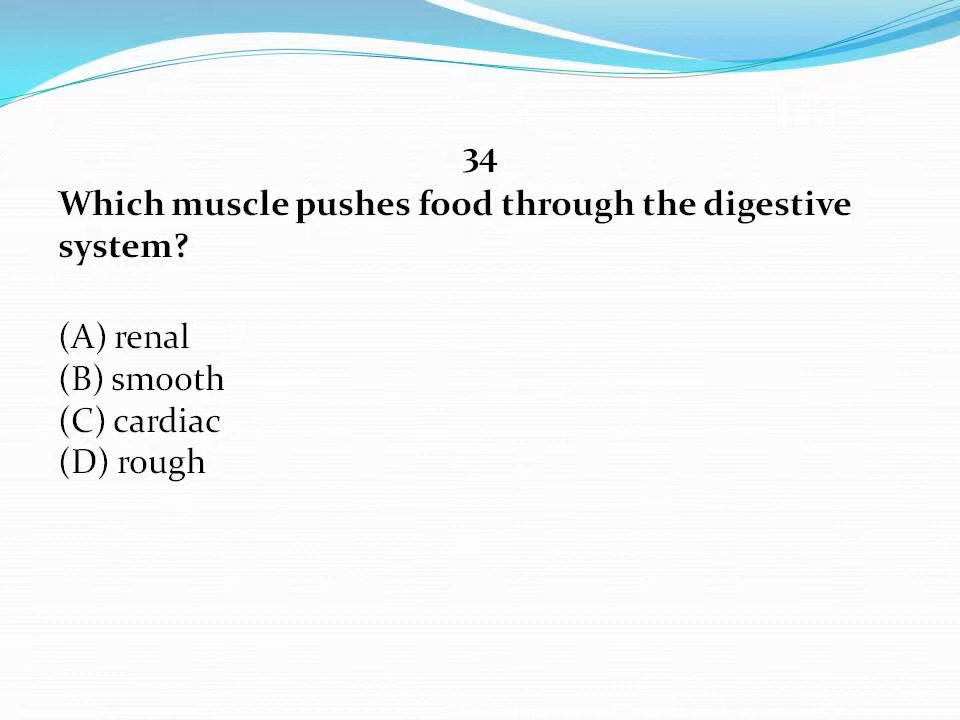 34
Which muscle pushes food through the digestive
system?
(A) renal
(B) smooth
(C) cardiac
(D) rough